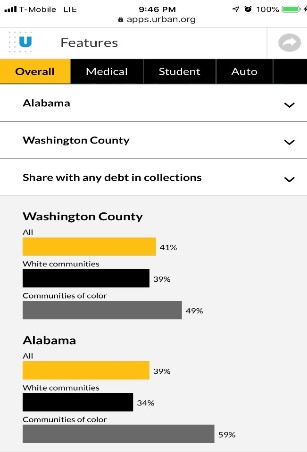 T-Mobile LTE 9:46 PM 100%
apps.urban.org
U Features
Overall Medical Student Auto
Alabama
Washington County
Share with any debt in collections
Washington County
All
41%
White communities
39%
Communities of color
49%
Alabama
All
39%
White communities
34%
Communities of color
59%